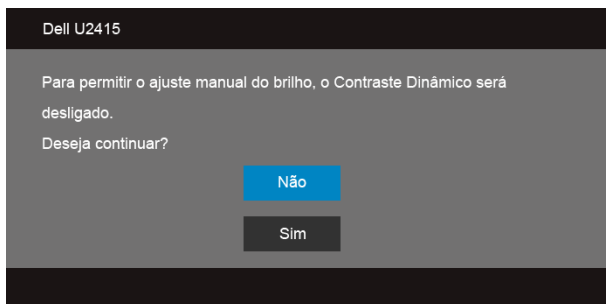 Dell U2415
Para permitir o ajuste manual do brilho, o Contraste Dinâmico será
desligado.
Deseja continuar?
Não
Sim